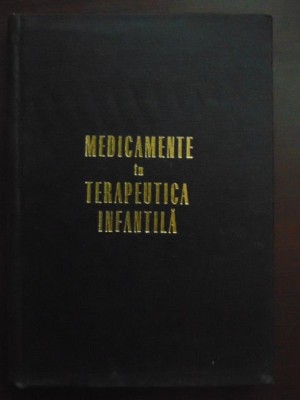 MEDICAMENTE
în
TERAPEUTICA
INFANTILĂ